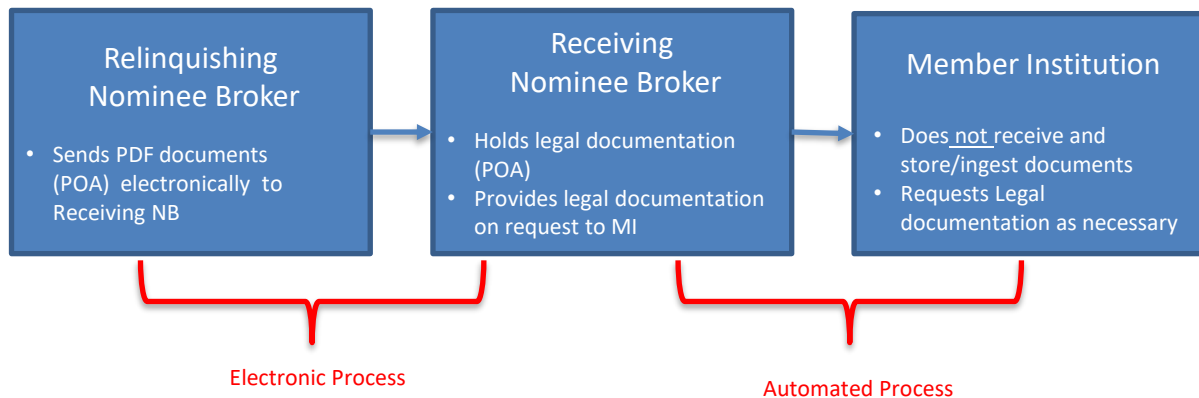 Relinquishing
Nominee Broker
• Sends PDF documents
(POA) electronically to
Receiving NB
Receiving
Nominee Broker
• Holds legal documentation
(POA)
• Provides legal documentation
on request to MI
Member Institution
• Does not receive and
store/ingest documents
• Requests Legal
documentation as necessary
Electronic Process
Automated Process